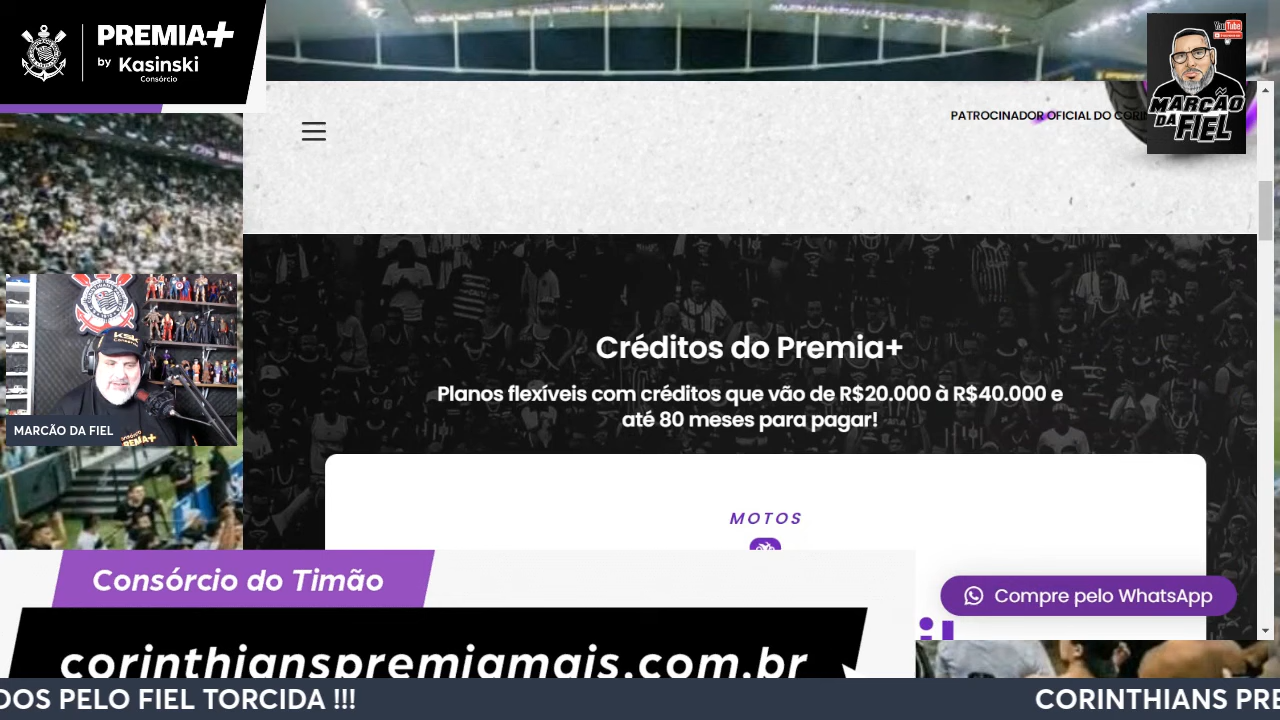 PREMIA+
by Kasinski
Consórcio
YouTube
MARCÃO
DA FIEL
PATROCINADOR OFICIAL DO
Créditos do Premia+
Planos flexíveis com créditos que vão de R$20.000 à R$40.000 e
até 80 meses para pagar!
MARCÃO DA FIEL
MOTOS
Consórcio do Timão
Compre pelo WhatsApp
corinthianspremiamais.com.br
DOS PELO FIEL TORCIDA !!!
CORINTHIANS PRE